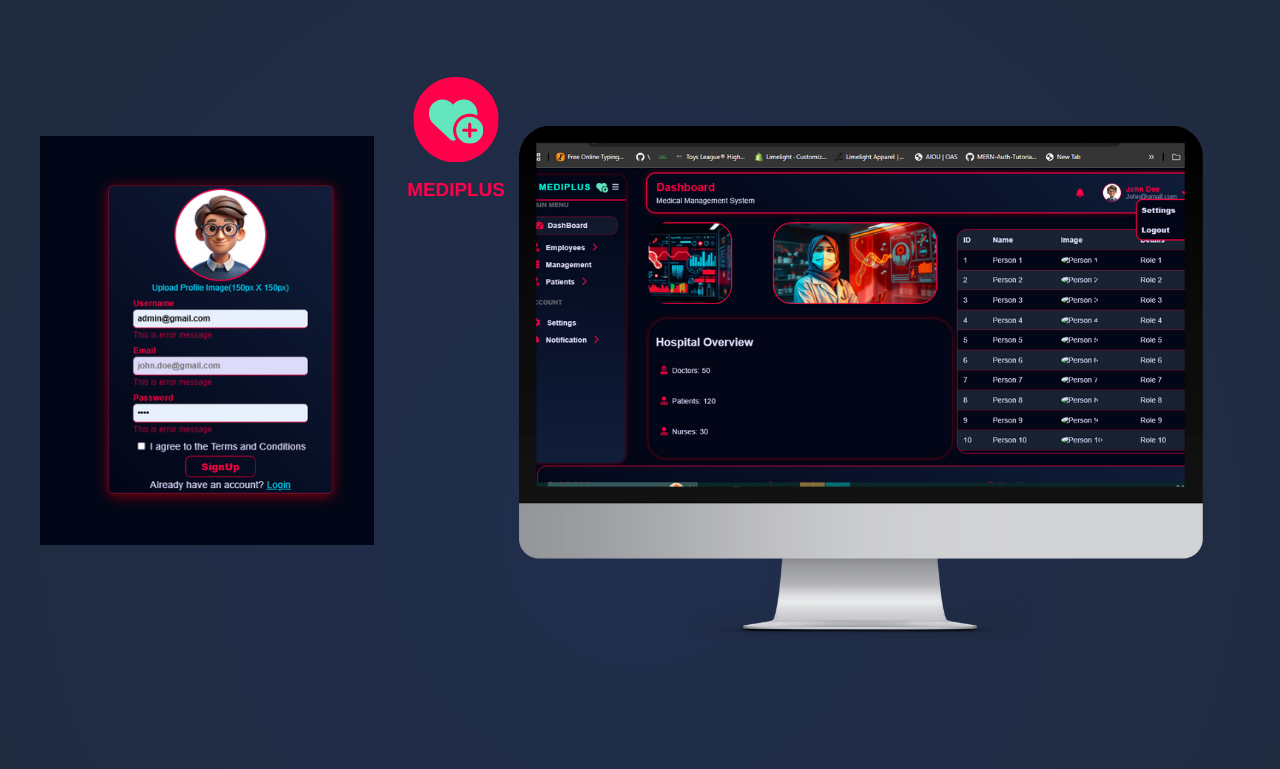 MEDIPLUS
Upload Profile Image(150px X 150px)
Username
admin@gmail.com
This is error message
Email
john.doe@gmail.com
This is error message
Password
••••
This is error message
I agree to the Terms and Conditions
SignUp
Already have an account? Login
Free Online Typing...
Toys League® High...
Limelight - Customiz...
Limelight Apparel |...
AIOU | OAS
MERN-Auth-Tutoria...
New Tab
»
MEDIPLUS
AIN MENU
DashBoard
Employees
Management
Patients
CCOUNT
Settings
Notification
Dashboard
Medical Management System
John Doe
John@gmail.com
Settings
Logout
Hospital Overview
Doctors: 50
Patients: 120
Nurses: 30
ID Name Image Details
1 Person 1 Person 1 Role 1
2 Person 2 Person 2 Role 2
3 Person 3 Person 3 Role 3
4 Person 4 Person 4 Role 4
5 Person 5 Person 5 Role 5
6 Person 6 Person 6 Role 6
7 Person 7 Person 7 Role 7
8 Person 8 Person 8 Role 8
9 Person 9 Person 9 Role 9
10 Person 10 Person 10 Role 10